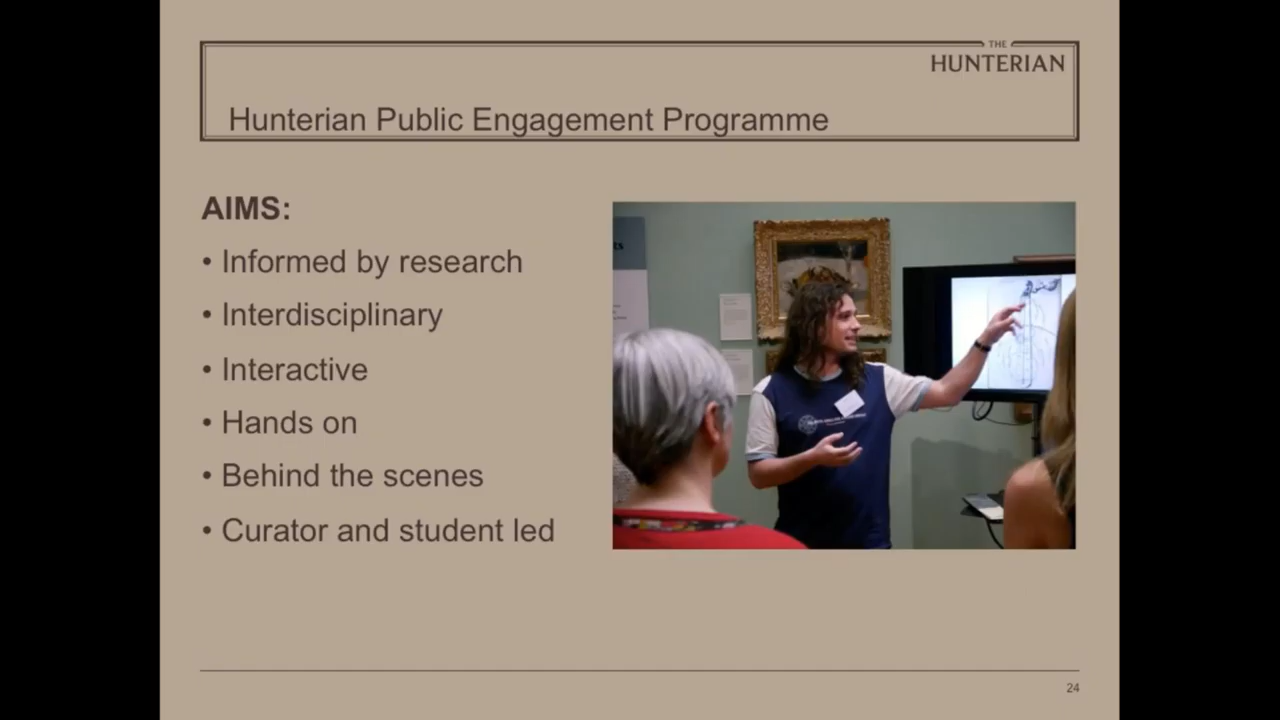 THE
HUNTERIAN
Hunterian Public Engagement Programme
AIMS:
• Informed by research
• Interdisciplinary
• Interactive
• Hands on
• Behind the scenes
• Curator and student led
24